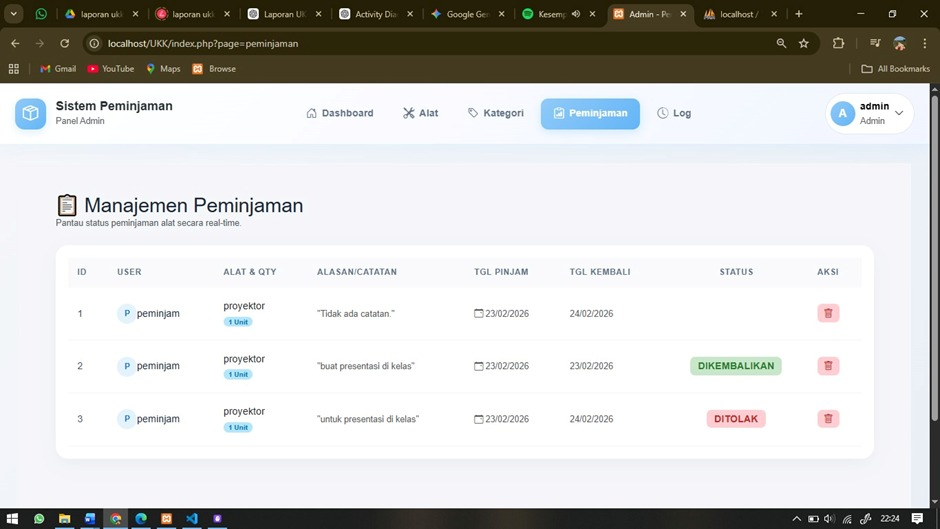 laporan ukk
laporan ukk
Laporan UK
Activity Dia
Google Ger
Kesemp
Admin - Pe
localhost /
localhost/UKK/index.php?page=peminjaman
Gmail
YouTube
Maps
Browse
All Bookmarks
Sistem Peminjaman
Panel Admin
Dashboard
Alat
Kategori
Peminjaman
Log
A
admin
Admin
Manajemen Peminjaman
Pantau status peminjaman alat secara real-time.
ID USER ALAT & QTY ALASAN/CATATAN TGL PINJAM TGL KEMBALI STATUS AKSI
1 P peminjam proyektor "Tidak ada catatan." 23/02/2026 24/02/2026
1 Unit
2 P peminjam proyektor "buat presentasi di kelas" 23/02/2026 23/02/2026 DIKEMBALIKAN
1 Unit
3 P peminjam proyektor "untuk presentasi di kelas" 23/02/2026 24/02/2026 DITOLAK
1 Unit
22:24